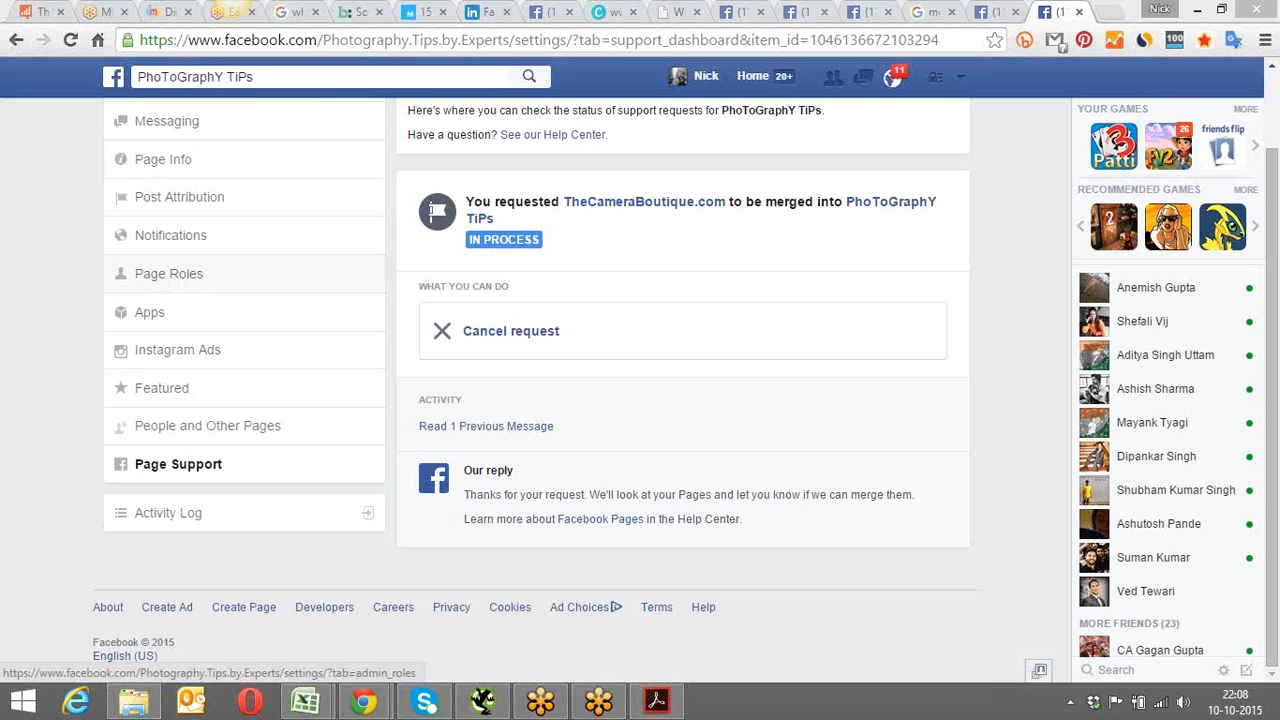 Nick
https://www.facebook.com/Photography.Tips.by.Experts/settings/?tab=support_dashboard&item_id=1046136672103294
PhoToGraphY TiPs
Nick
Home 20+
11
Messaging
Page Info
Post Attribution
Notifications
Page Roles
Apps
Instagram Ads
Featured
People and Other Pages
Page Support
Activity Log
Here's where you can check the status of support requests for PhoToGraphY TiPs.
Have a question? See our Help Center.
You requested TheCameraBoutique.com to be merged into PhoToGraphY
TiPs
IN PROCESS
WHAT YOU CAN DO
Cancel request
ACTIVITY
Read 1 Previous Message
Our reply
Thanks for your request. We'll look at your Pages and let you know if we can merge them.
Learn more about Facebook Pages in the Help Center.
YOUR GAMES MORE
Patti
26
friends flip
RECOMMENDED GAMES MORE
Anemish Gupta
Shefali Vij
Aditya Singh Uttam
Ashish Sharma
Mayank Tyagi
Dipankar Singh
Shubham Kumar Singh
Ashutosh Pande
Suman Kumar
Ved Tewari
MORE FRIENDS (23)
CA Gagan Gupta
Search
About Create Ad Create Page Developers Careers Privacy Cookies Ad Choices Terms Help
Facebook © 2015
English (US)
https://www.facebook.com/Photography.Tips.by.Experts/settings/?tab=admin_roles
22:08
10-10-2015